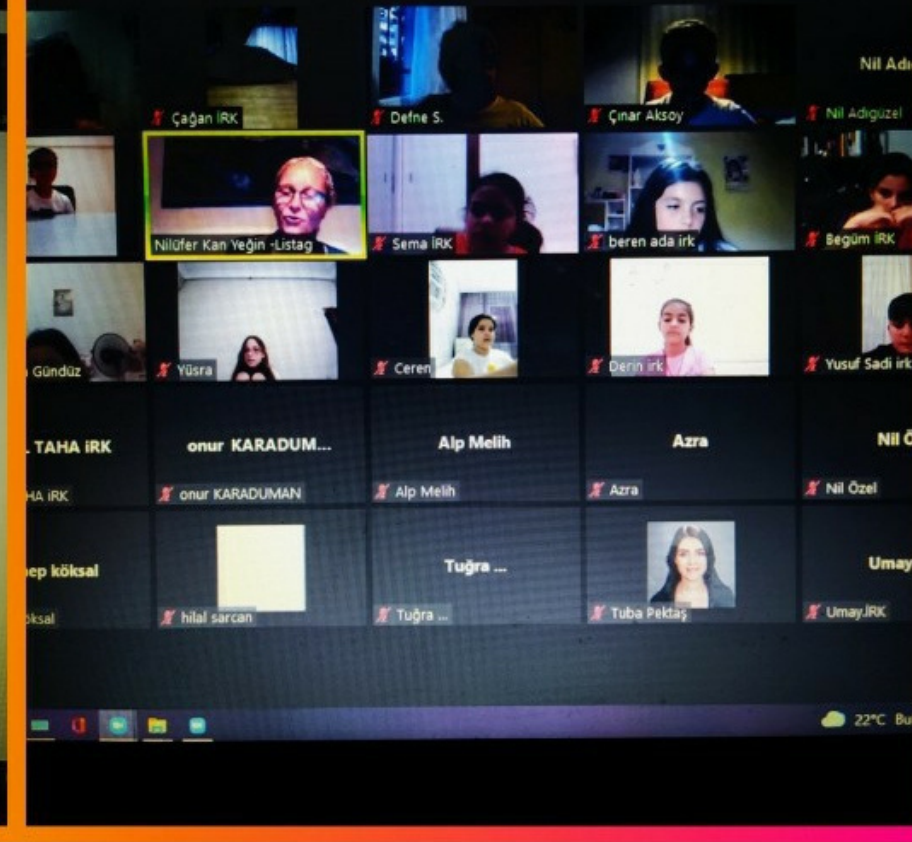 Çağan İRK
Defne S.
Çınar Aksoy
Nil Adı
Nil Adıgüzel
Nilüfer Kan Yeğin -Listag
Sema İRK
beren ada irk
Begüm İRK
Gündüz
Yüsra
Ceren
Derin irk
Yusuf Sadi irk
TAHA iRK
HA iRK
onur KARADUM...
onur KARADUMAN
Alp Melih
Alp Melih
Azra
Azra
Nil Ö
Nil Özel
ep köksal
öksal
hilal sarcan
Tuğra ...
Tuğra ...
Tuba Pektaş
Umay
Umay.İRK
22°C Bu